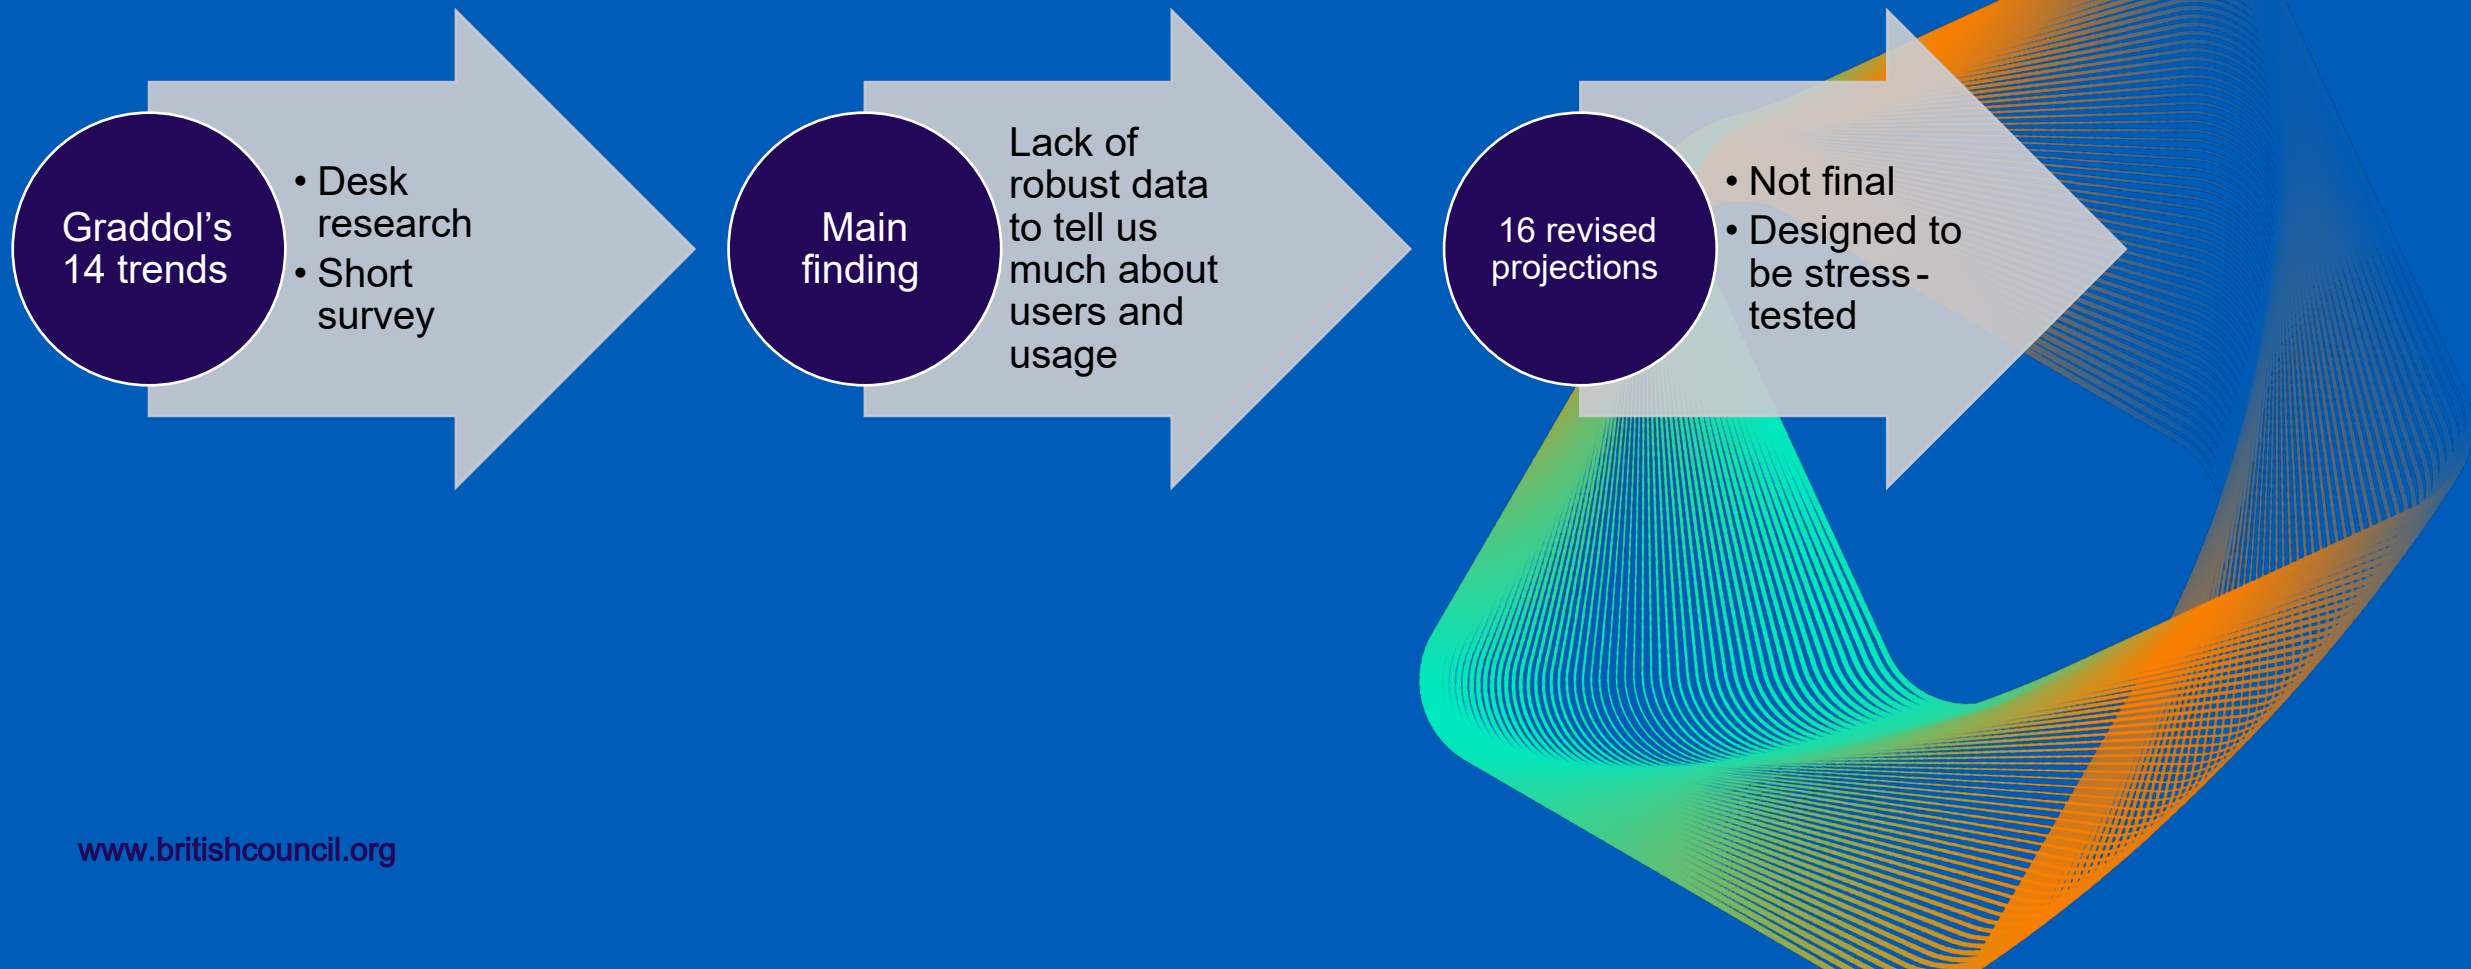 Graddol’s
14 trends
• Desk
research
• Short
survey
Main
finding
Lack of
robust data
to tell us
much about
users and
usage
16 revised
projections
• Not final
• Designed to
be stress-
tested
www.britishcouncil.org